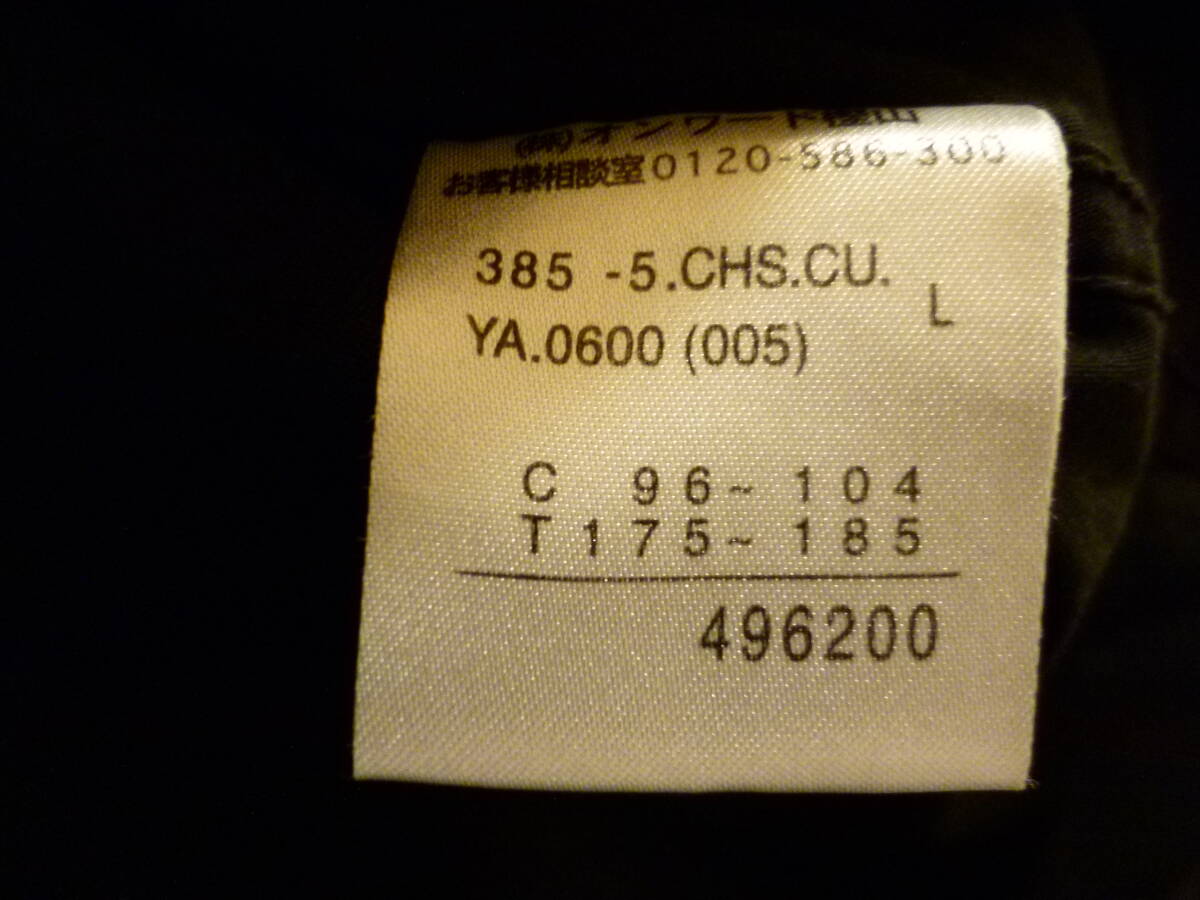 (株)オンワード樫山
お客様相談室0120-586-300
385 -5.CHS.CU.
L
YA.0600 (005)
C 96~104
T175~185
496200